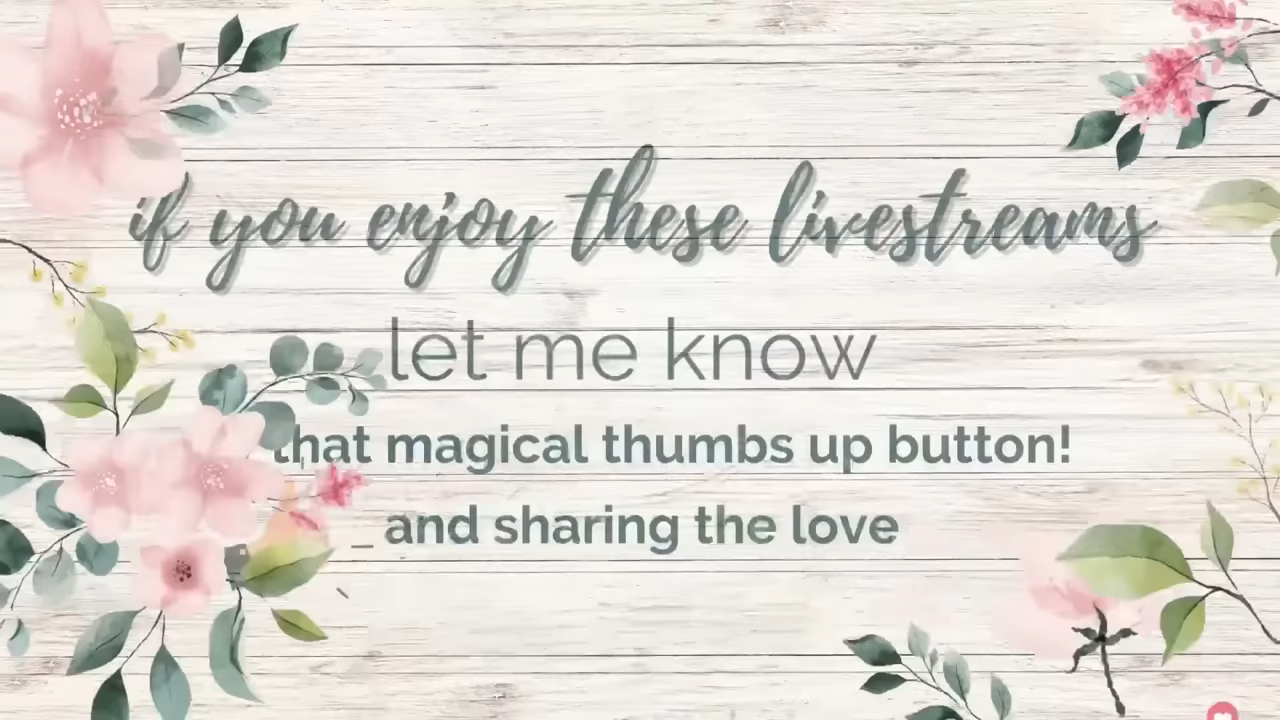 if you enjoy these livestreams
let me know
that magical thumbs up button!
and sharing the love